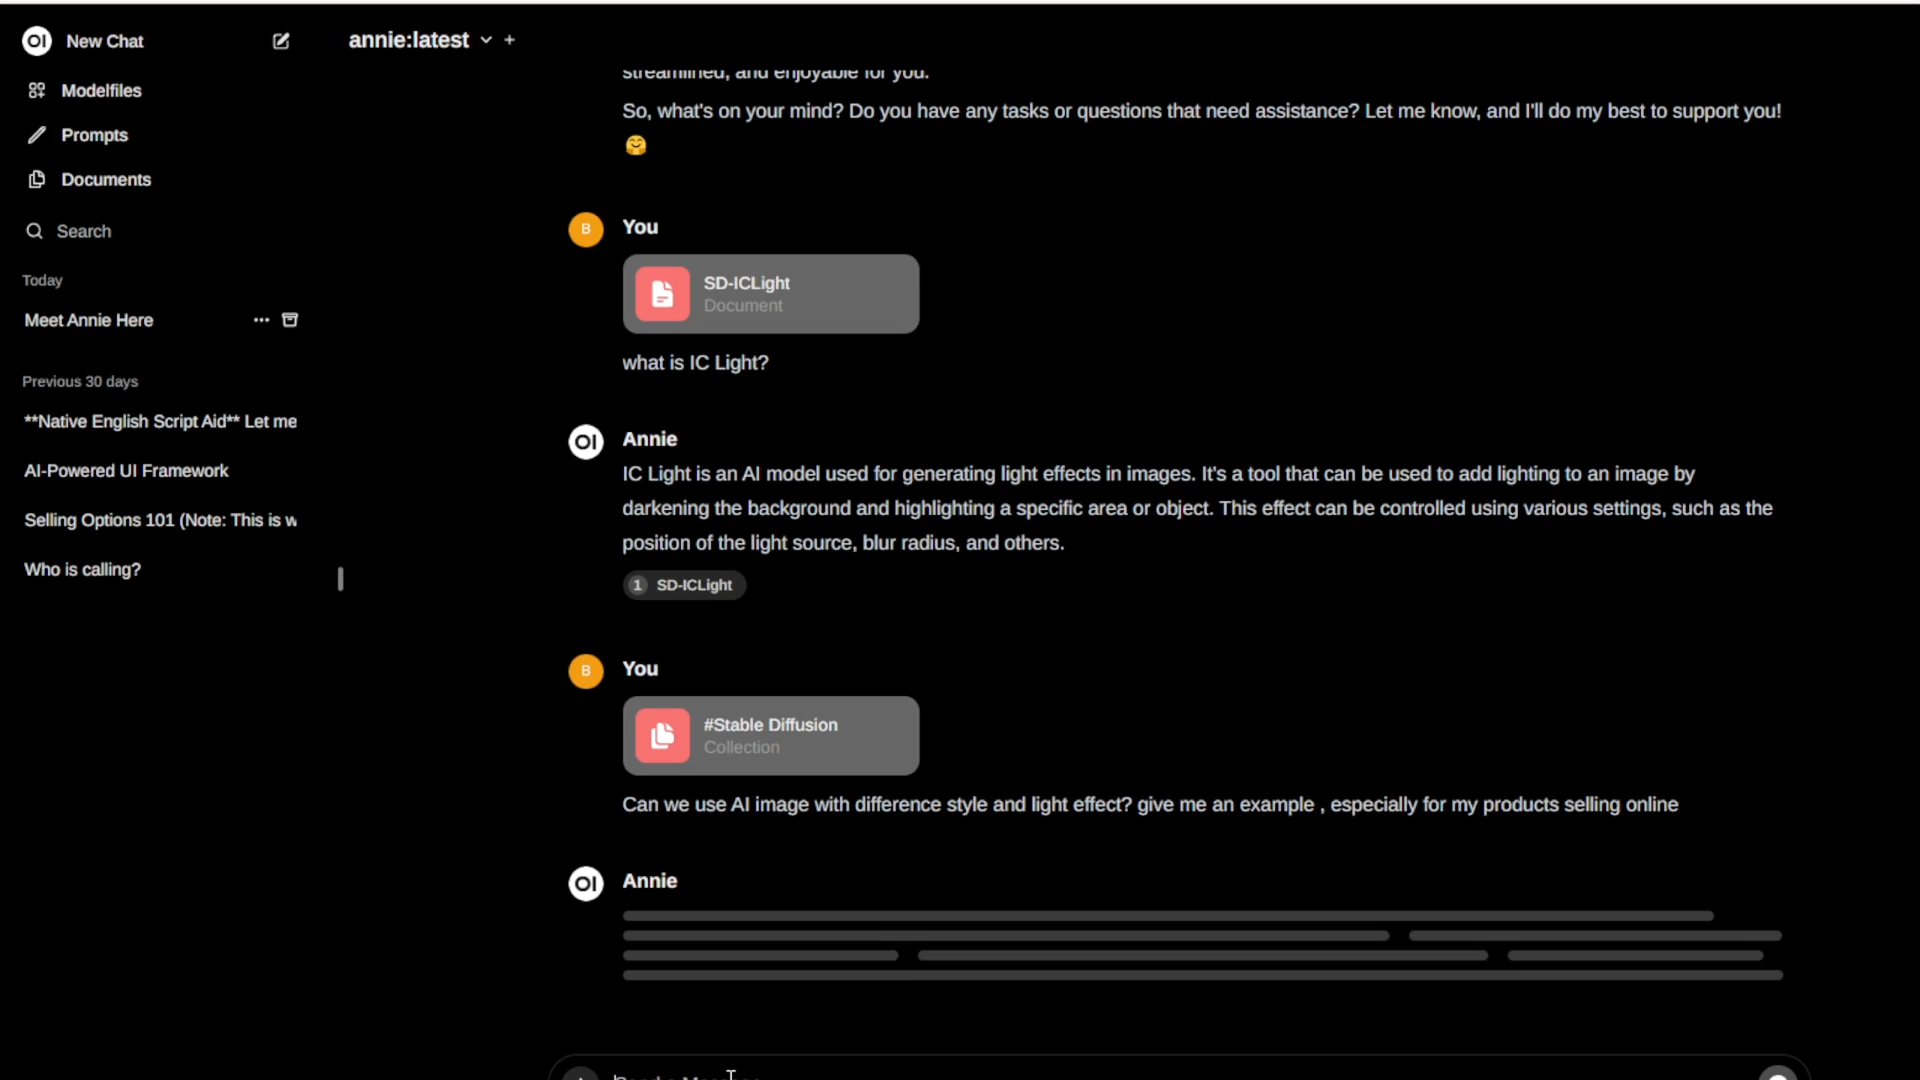 OI New Chat
Modelfiles
Prompts
Documents
Search
Today
Meet Annie Here
Previous 30 days
**Native English Script Aid** Let me
AI-Powered UI Framework
Selling Options 101 (Note: This is w
Who is calling?
annie:latest
streamlined, and enjoyable for you.
So, what's on your mind? Do you have any tasks or questions that need assistance? Let me know, and I'll do my best to support you!
🤗
B You
SD-ICLight
Document
what is IC Light?
OI Annie
IC Light is an AI model used for generating light effects in images. It's a tool that can be used to add lighting to an image by
darkening the background and highlighting a specific area or object. This effect can be controlled using various settings, such as the
position of the light source, blur radius, and others.
1 SD-ICLight
B You
#Stable Diffusion
Collection
Can we use AI image with difference style and light effect? give me an example , especially for my products selling online
OI Annie